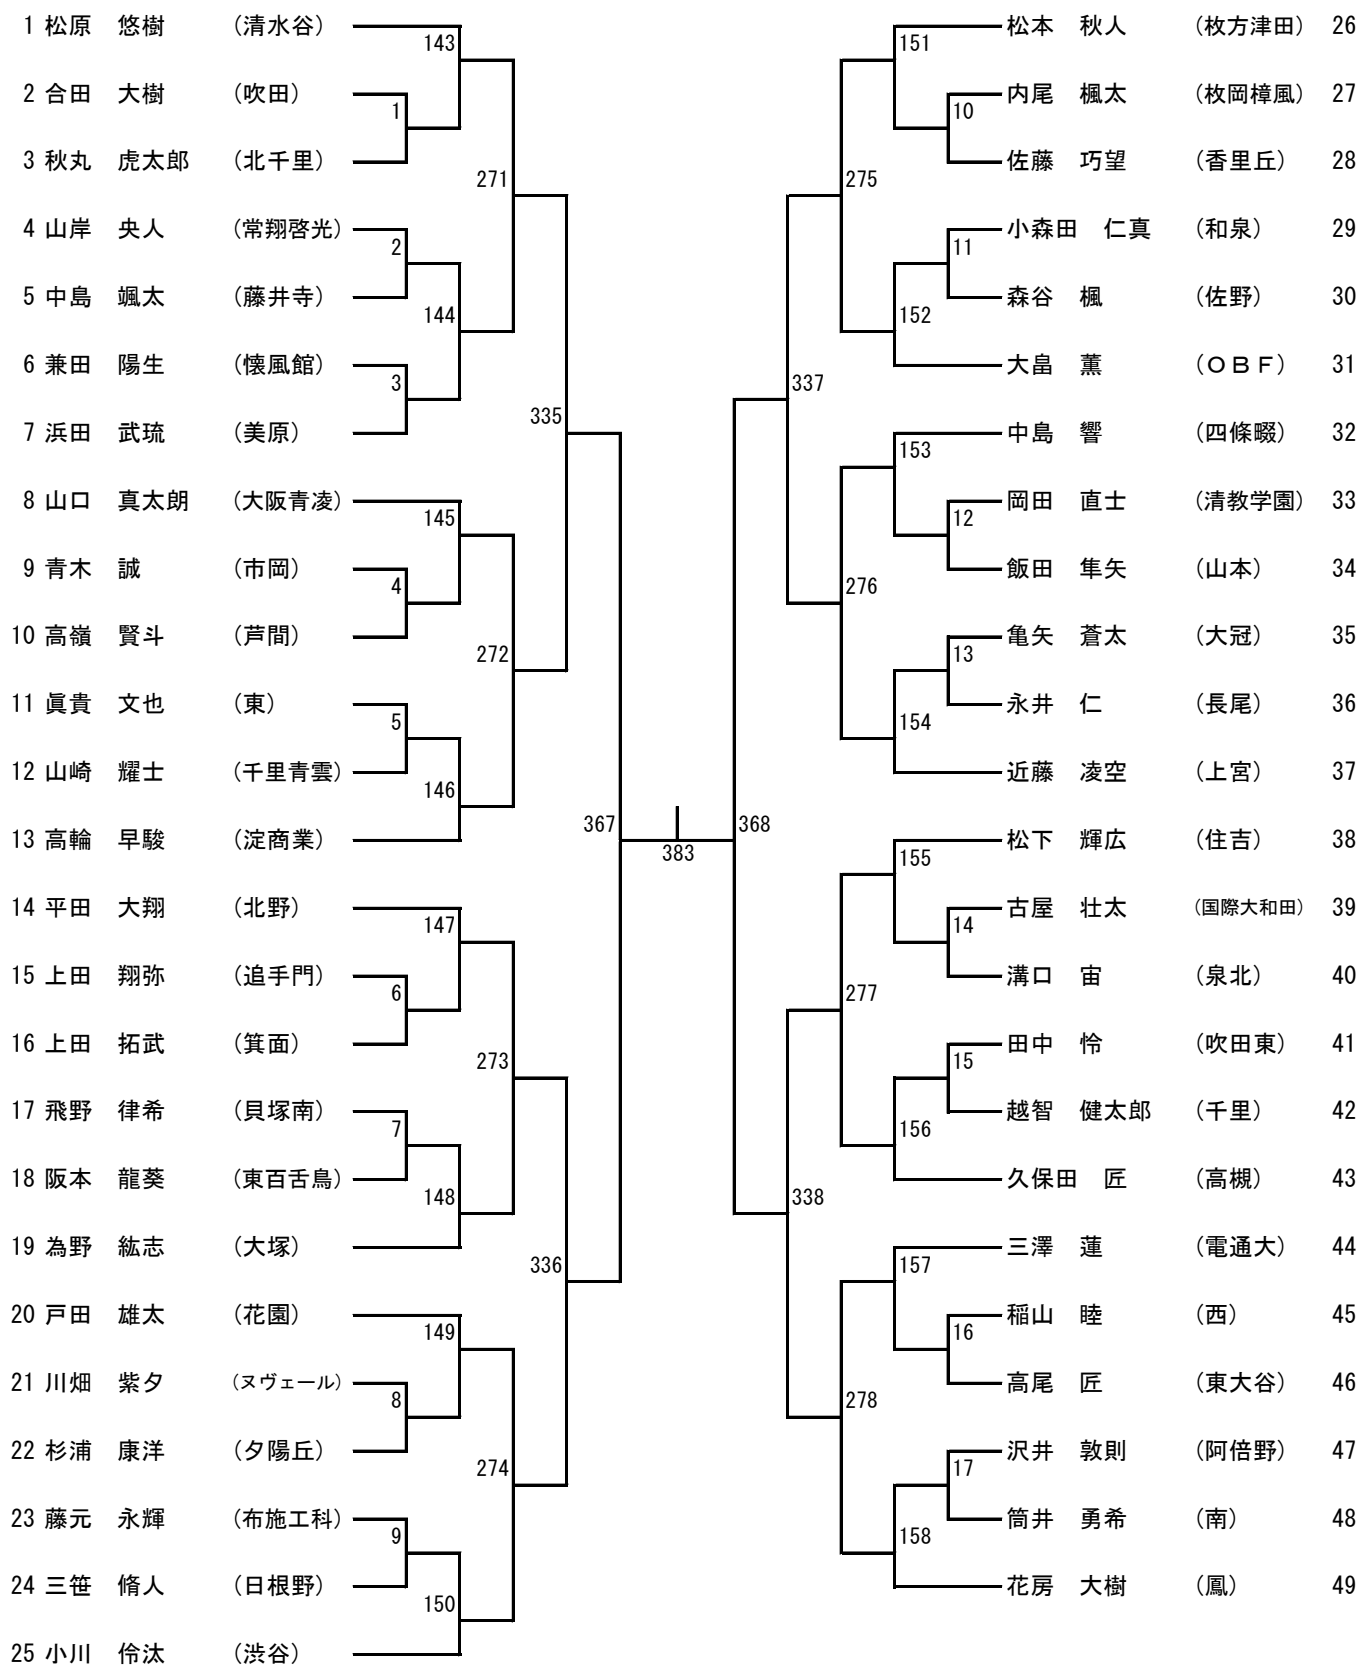 1 松原 悠樹 (清水谷)
2 合田 大樹 (吹田)
3 秋丸 虎太郎 (北千里)
4 山岸 央人 (常翔啓光)
5 中島 颯太 (藤井寺)
6 兼田 陽生 (懐風館)
7 浜田 武琉 (美原)
8 山口 真太朗 (大阪青凌)
9 青木 誠 (市岡)
10 高嶺 賢斗 (芦間)
11 眞貴 文也 (東)
12 山崎 耀士 (千里青雲)
13 高輪 早駿 (淀商業)
14 平田 大翔 (北野)
15 上田 翔弥 (追手門)
16 上田 拓武 (箕面)
17 飛野 律希 (貝塚南)
18 阪本 龍葵 (東百舌鳥)
19 為野 紘志 (大塚)
20 戸田 雄太 (花園)
21 川畑 紫夕 (ヌヴェール)
22 杉浦 康洋 (夕陽丘)
23 藤元 永輝 (布施工科)
24 三笹 脩人 (日根野)
25 小川 伶汰 (渋谷)
143
1
271
2
144
3
335
145
4
272
5
146
367
147
6
273
7
148
336
149
8
274
9
150
383
368
151
10
275
11
152
337
153
12
276
13
154
155
14
277
15
156
338
157
16
278
17
158
松本 秋人 (枚方津田) 26
内尾 楓太 (枚岡樟風) 27
佐藤 巧望 (香里丘) 28
小森田 仁真 (和泉) 29
森谷 楓 (佐野) 30
大畠 薫 (OBF) 31
中島 響 (四條畷) 32
岡田 直士 (清教学園) 33
飯田 隼矢 (山本) 34
亀矢 蒼太 (大冠) 35
永井 仁 (長尾) 36
近藤 凌空 (上宮) 37
松下 輝広 (住吉) 38
古屋 壮太 (国際大和田) 39
溝口 宙 (泉北) 40
田中 怜 (吹田東) 41
越智 健太郎 (千里) 42
久保田 匠 (高槻) 43
三澤 蓮 (電通大) 44
稲山 睦 (西) 45
高尾 匠 (東大谷) 46
沢井 敦則 (阿倍野) 47
筒井 勇希 (南) 48
花房 大樹 (鳳) 49